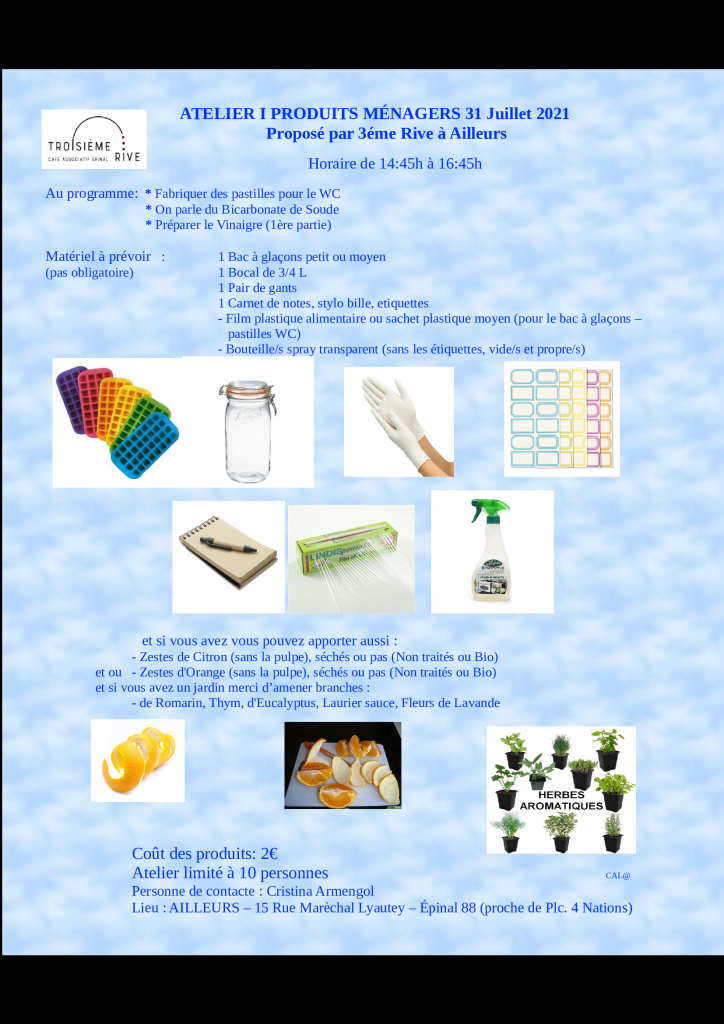 TROISIÈME
CAFÉ ASSOCIATIF ÉPINAL RIVE
ATELIER I PRODUITS MÉNAGERS 31 Juillet 2021
Proposé par 3éme Rive à Ailleurs
Horaire de 14:45h à 16:45h
Au programme: * Fabriquer des pastilles pour le WC
* On parle du Bicarbonate de Soude
* Préparer le Vinaigre (1ère partie)
Matériel à prévoir : 1 Bac à glaçons petit ou moyen
(pas obligatoire) 1 Bocal de 3/4 L
1 Pair de gants
1 Carnet de notes, stylo bille, etiquettes
- Film plastique alimentaire ou sachet plastique moyen (pour le bac à glaçons –
pastilles WC)
- Bouteille/s spray transparent (sans les étiquettes, vide/s et propre/s)
et si vous avez vous pouvez apporter aussi :
- Zestes de Citron (sans la pulpe), séchés ou pas (Non traités ou Bio)
et ou - Zestes d'Orange (sans la pulpe), séchés ou pas (Non traités ou Bio)
et si vous avez un jardin merci d’amener branches :
- de Romarin, Thym, d'Eucalyptus, Laurier sauce, Fleurs de Lavande
HERBES
AROMATIQUES
Coût des produits: 2€
Atelier limité à 10 personnes
CAL@
Personne de contacte : Cristina Armengol
Lieu : AILLEURS – 15 Rue Marèchal Lyautey – Épinal 88 (proche de Plc. 4 Nations)